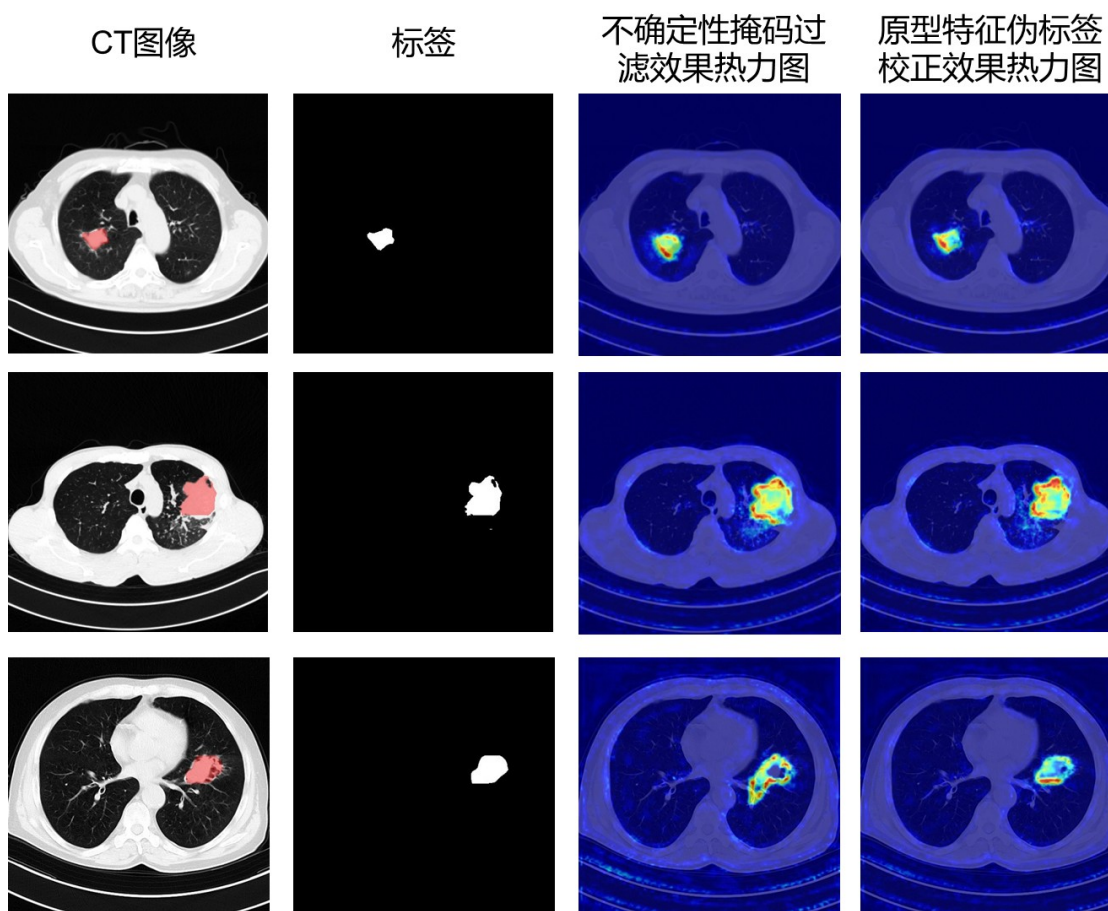 CT图像
标签
不确定性掩码过
滤效果热力图
原型特征伪标签
校正效果热力图